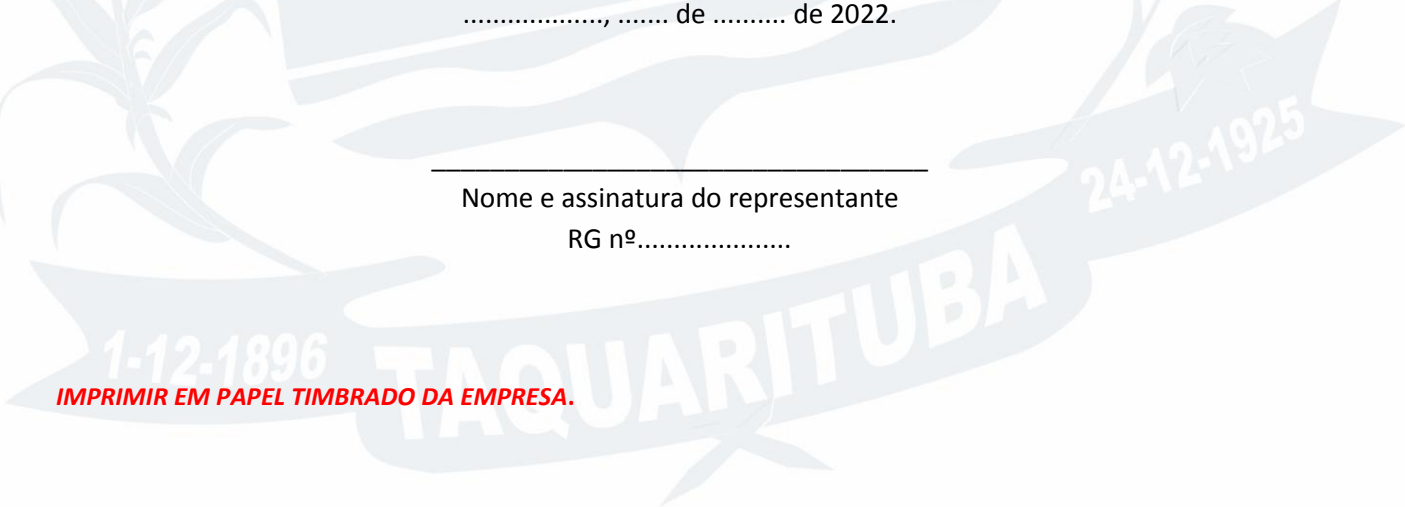 ..................., ....... de .......... de 2022.
__________________________________
Nome e assinatura do representante
RG nº.....................
24-12-1925
1-12-1896
TAQUARITUBA
IMPRIMIR EM PAPEL TIMBRADO DA EMPRESA.